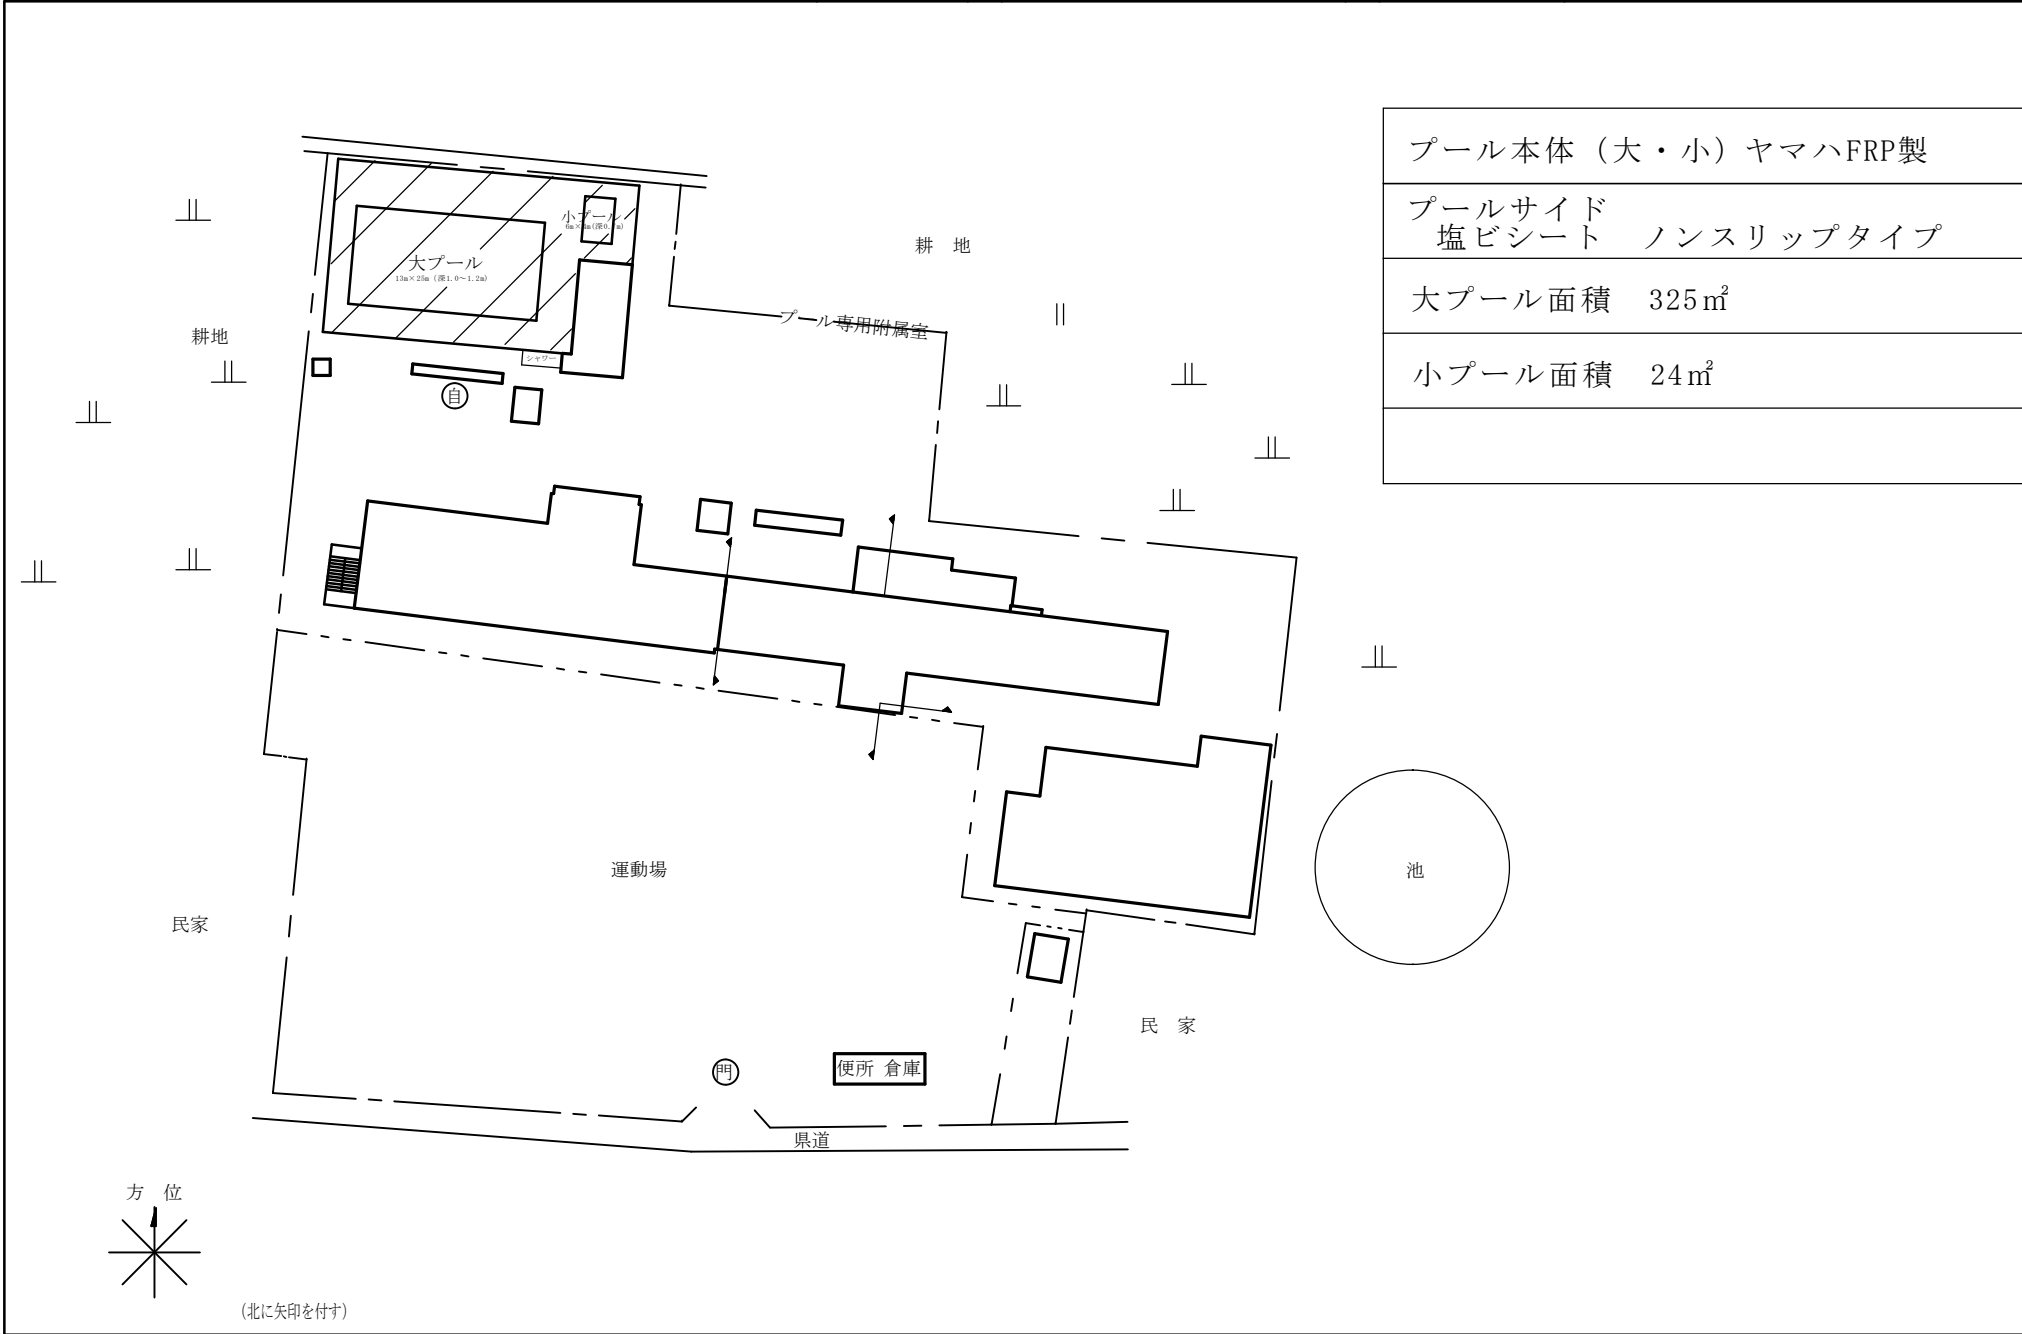 プール本体（大・小）ヤマハFRP製
プールサイド
塩ビシート　ノンスリップタイプ
大プール面積　325㎡
小プール面積　24㎡
小プール
大プール
13m×25m（深1.0～1.2m）
耕　地
プール専用附属室
耕地
シャワー
自
運動場
池
民家
民　家
門
便所 倉庫
県道
方　位
(北に矢印を付す)